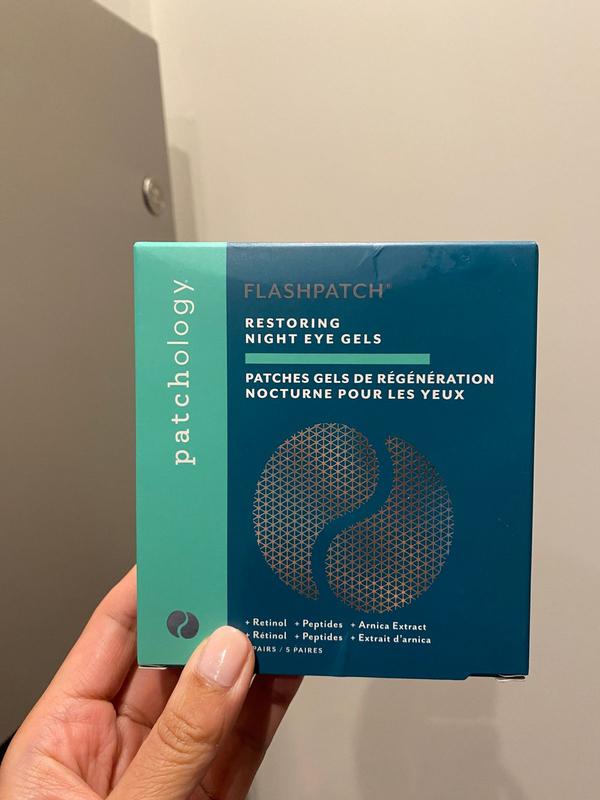 patchology
FLASHPATCH®
RESTORING
NIGHT EYE GELS
PATCHES GELS DE RÉGÉNÉRATION
NOCTURNE POUR LES YEUX
+ Retinol + Peptides + Arnica Extract
+ Rétinol + Peptides + Extrait d'arnica
PAIRS / 5 PAIRES